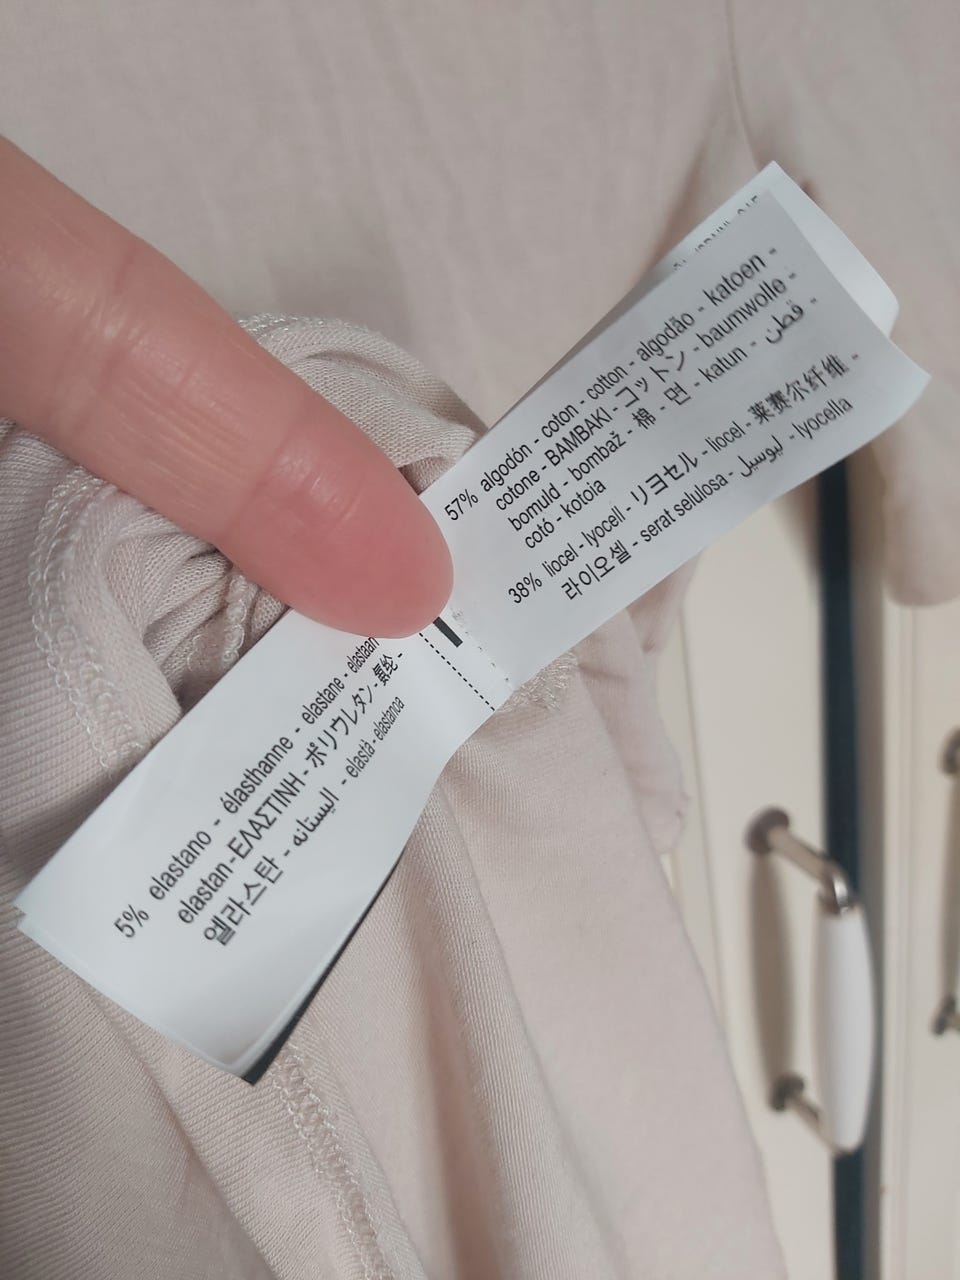 57% algodón - coton - cotton - algodão - katoen -
cotone - ΒΑΜΒΑΚΙ - コットン - baumwolle -
bomuld - bombaž - 棉 - 면 - katun - قطن -
cotó - kotoia
38% liocel - lyocell - リヨセル - liocel - 莱赛尔纤维 -
라이오셀 - serat selulosa - ليوسيل - lyocella
5% elastano - élasthanne - elastane - elastaan
elastan - ΕΛΑΣΤΙΝΗ - ポリウレタン - 氨纶 -
엘라스탄 - اليستانه - elastà - elastanoa